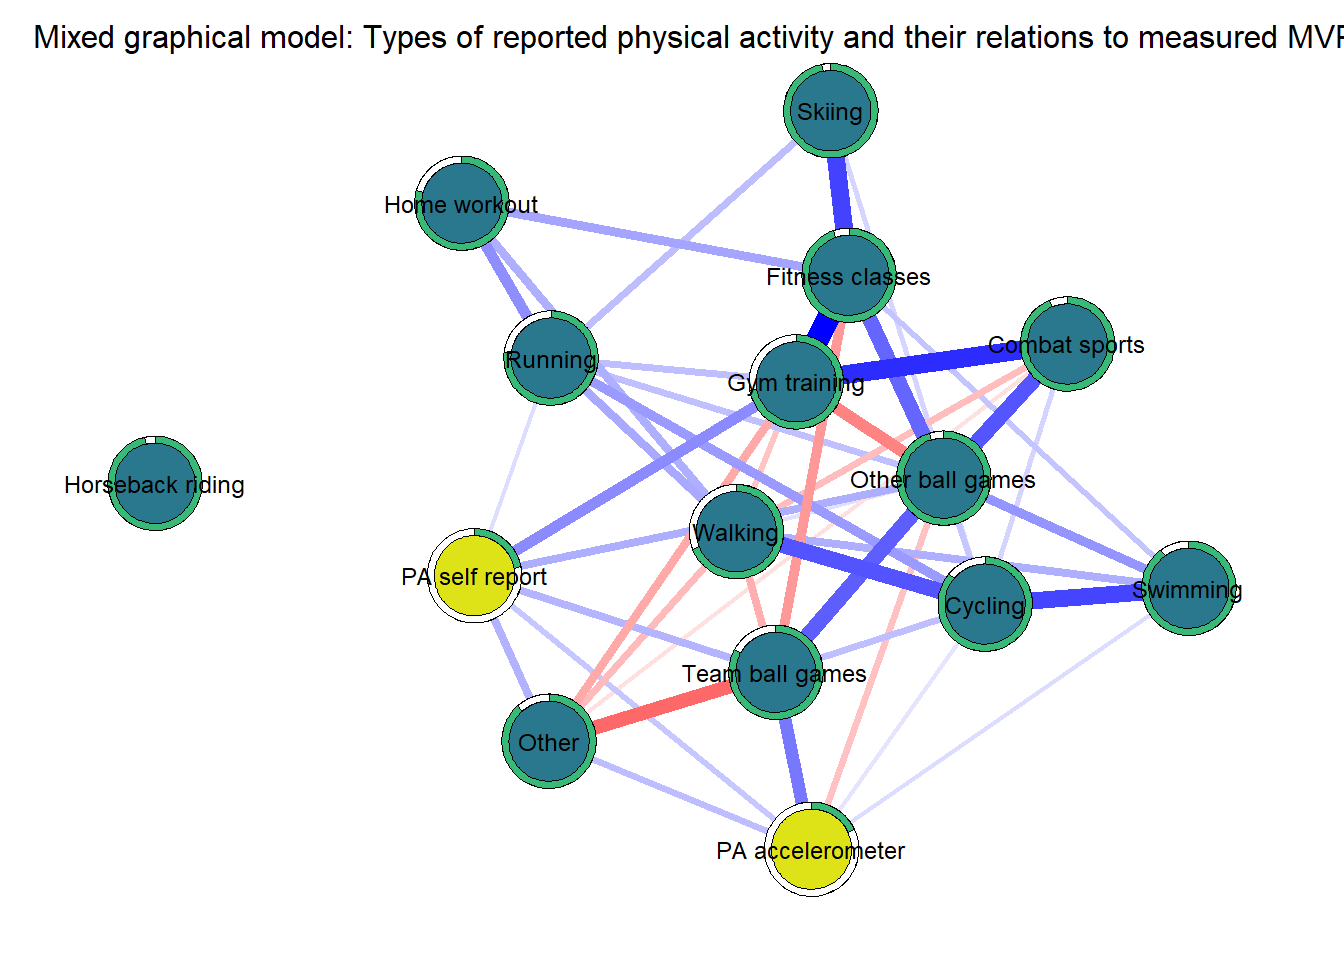 Mixed graphical model: Types of reported physical activity and their relations to measured MVP
Skiing
Home workout
Fitness classes
Combat sports
Running
Gym training
Horseback riding
Other ball games
Walking
PA self report
Cycling
Swimming
Team ball games
Other
PA accelerometer